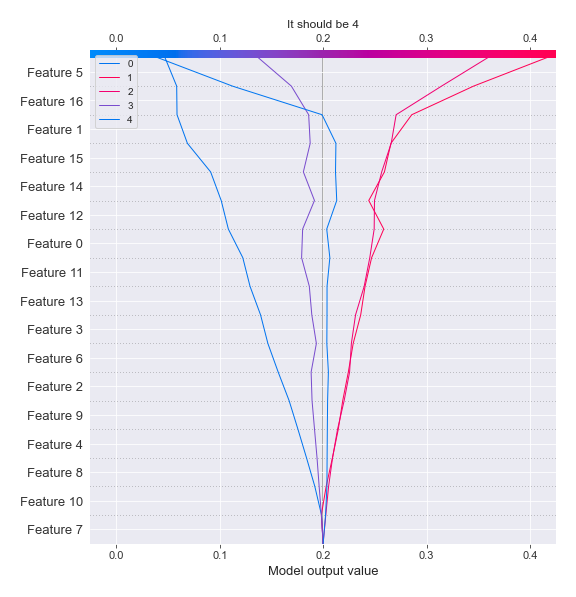 It should be 4
0.0 0.1 0.2 0.3 0.4
0
1
2
3
4
Feature 5
Feature 16
Feature 1
Feature 15
Feature 14
Feature 12
Feature 0
Feature 11
Feature 13
Feature 3
Feature 6
Feature 2
Feature 9
Feature 4
Feature 8
Feature 10
Feature 7
0.0 0.1 0.2 0.3 0.4
Model output value